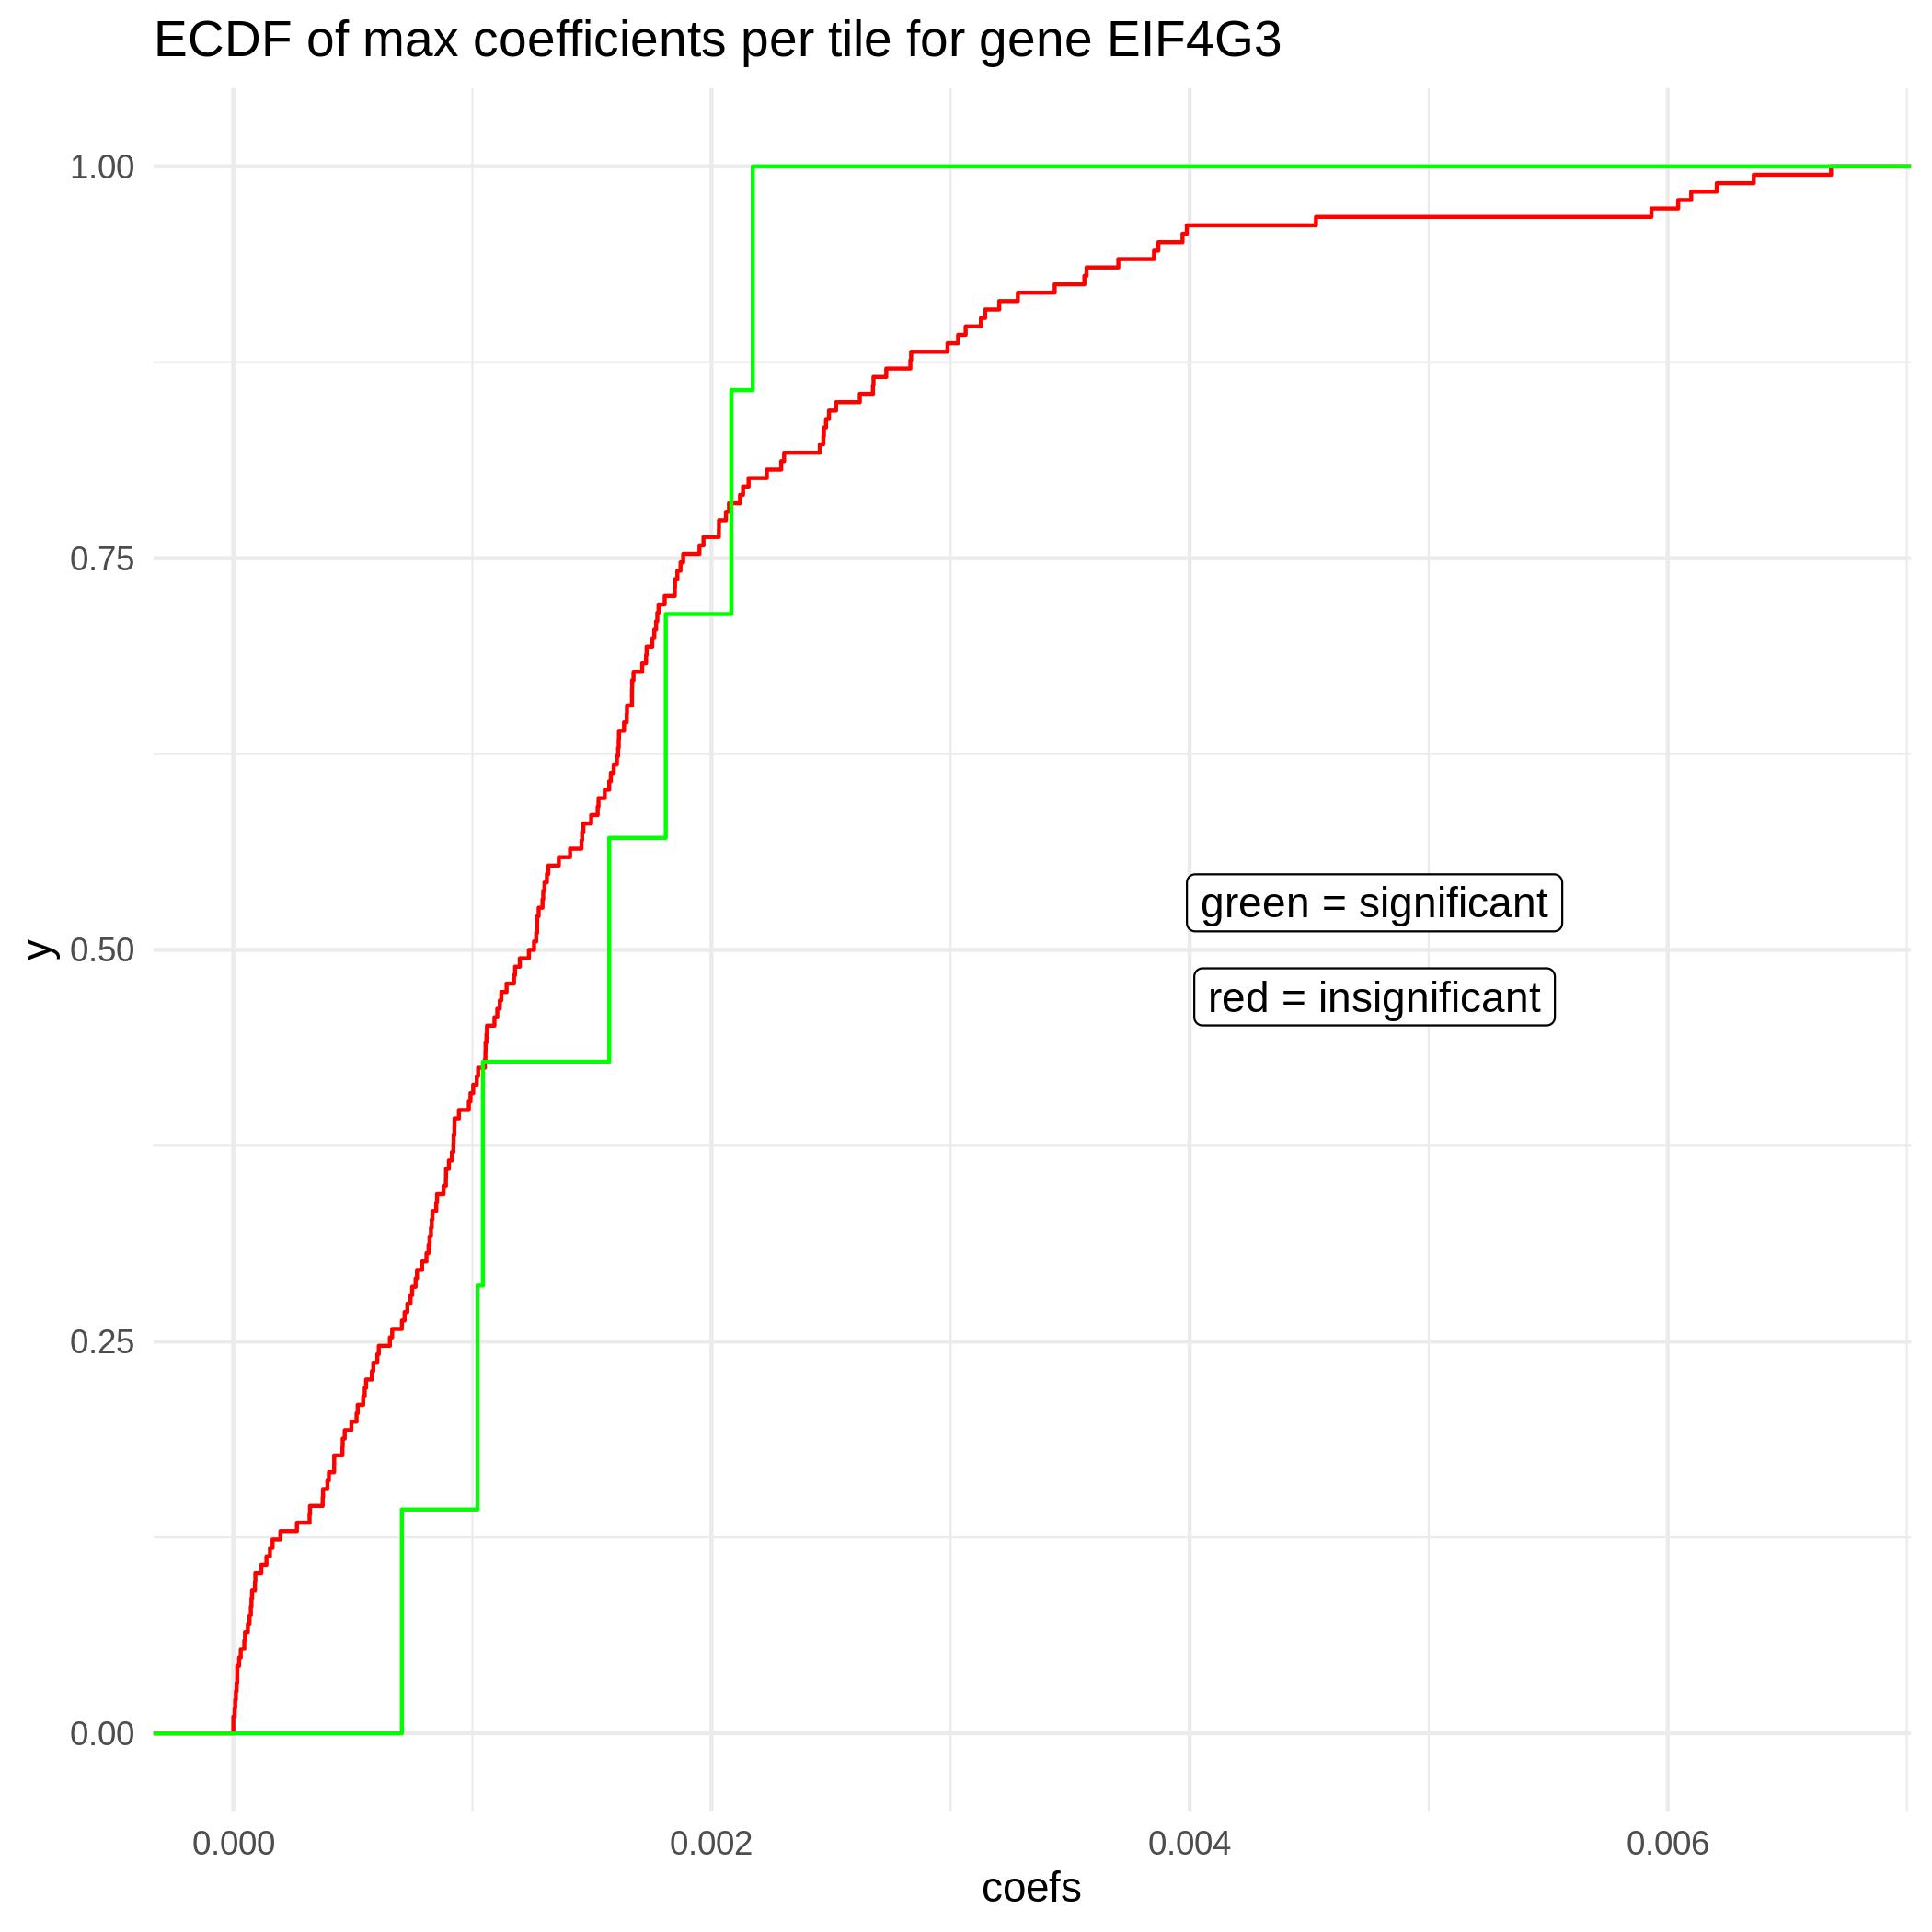 ECDF of max coefficients per tile for gene EIF4G3
1.00
0.75
0.50
0.25
0.00
y
green = significant
red = insignificant
0.000
0.002
0.004
0.006
coefs